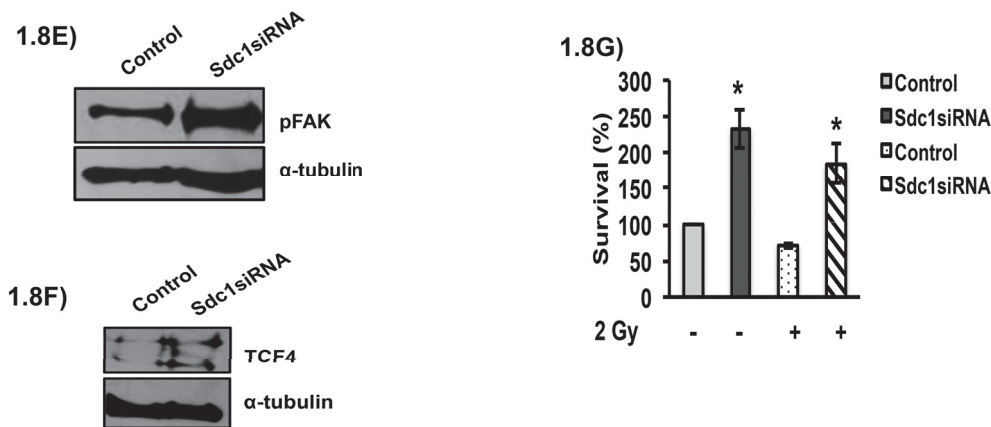 1.8E)
Control
Sdc1siRNA
pFAK
α-tubulin
1.8F)
Control
Sdc1siRNA
TCF4
α-tubulin
1.8G)
Survival (%)
300
250
200
150
100
50
0
*
*
2 Gy - - + +
Control
Sdc1siRNA
Control
Sdc1siRNA